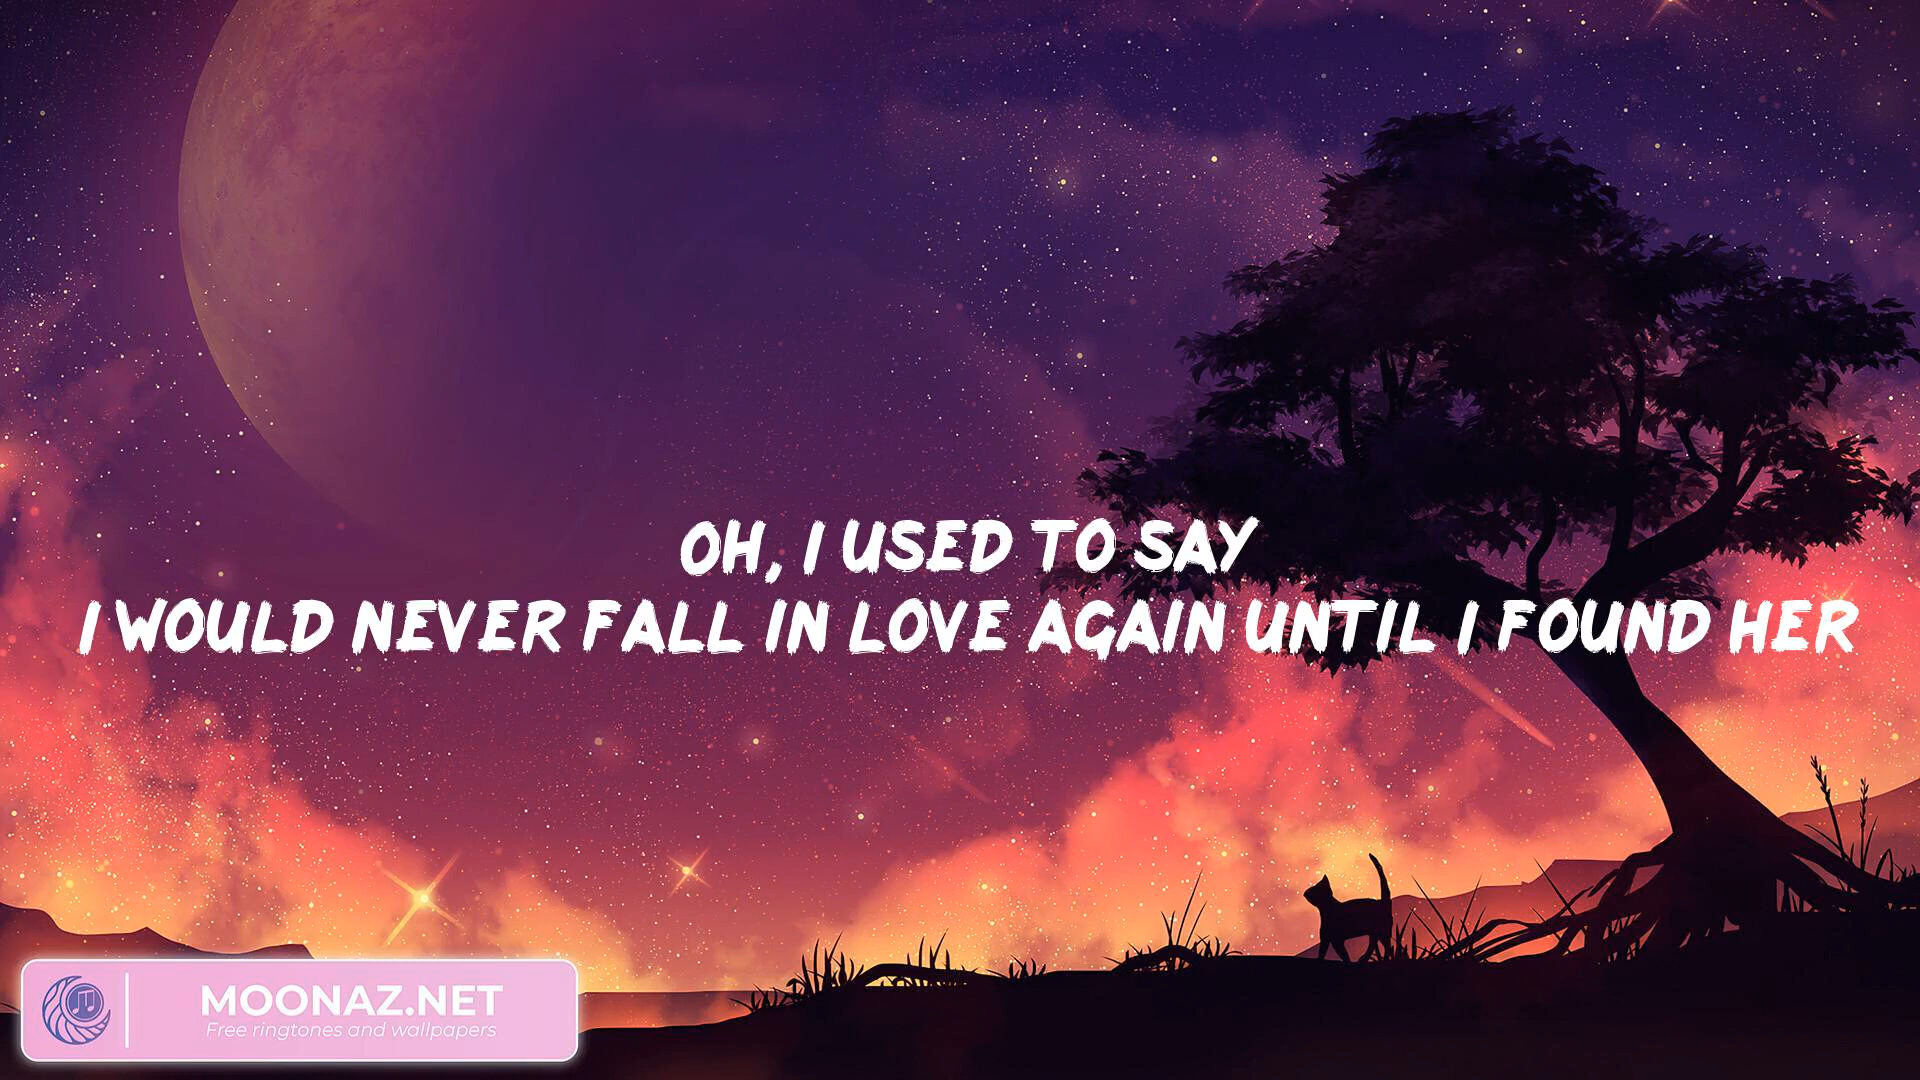 OH, I USED TO SAY
I WOULD NEVER FALL IN LOVE AGAIN UNTIL I FOUND HER
MOONAZ.NET
Free ringtones and wallpapers